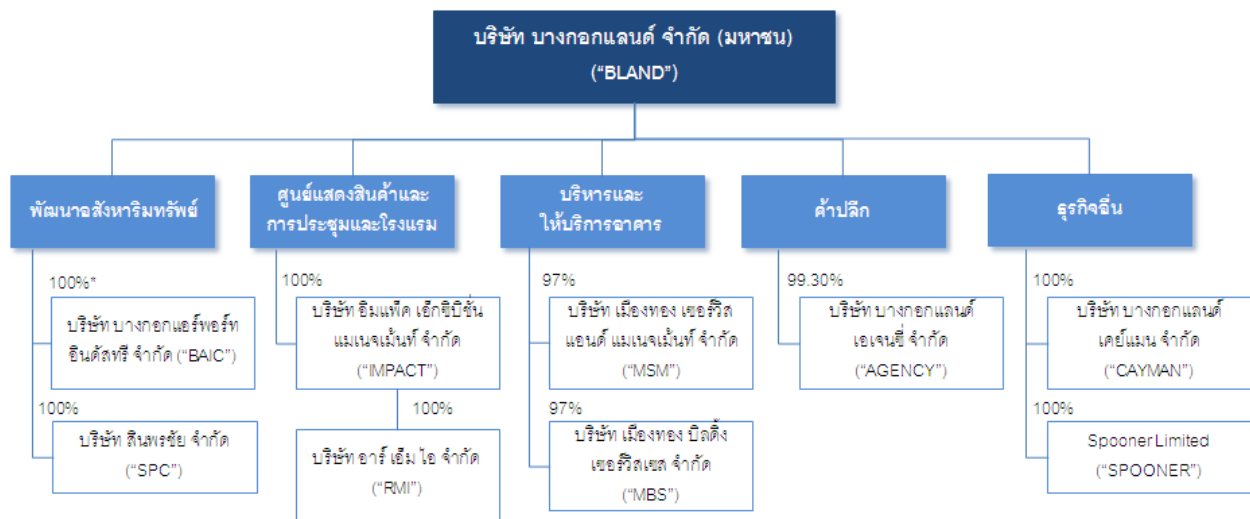 บริษัท บางกอกแลนด์ จำกัด (มหาชน)
(“BLAND”)
พัฒนาอสังหาริมทรัพย์
ศูนย์แสดงสินค้าและ
การประชุมและโรงแรม
บริหารและ
ให้บริการอาคาร
ค้าปลีก
ธุรกิจอื่น
100%*
บริษัท บางกอกแอร์พอร์ท
อินดัสทรี จำกัด (“BAIC”)
100%
บริษัท สินพรชัย จำกัด
(“SPC”)
100%
บริษัท อิมแพ็ค เอ็กซิบิชั่น
แมเนจเม้นท์ จำกัด
(“IMPACT”)
100%
บริษัท อาร์ เอ็ม ไอ จำกัด
(“RMI”)
97%
บริษัท เมืองทอง เซอร์วิส
แอนด์ แมเนจเม้นท์ จำกัด
(“MSM”)
97%
บริษัท เมืองทอง บิลดิ้ง
เซอร์วิสเซส จำกัด
(“MBS”)
99.30%
บริษัท บางกอกแลนด์
เอเจนซี่ จำกัด
(“AGENCY”)
100%
บริษัท บางกอกแลนด์
เคย์แมน จำกัด
(“CAYMAN”)
100%
Spooner Limited
(“SPOONER”)